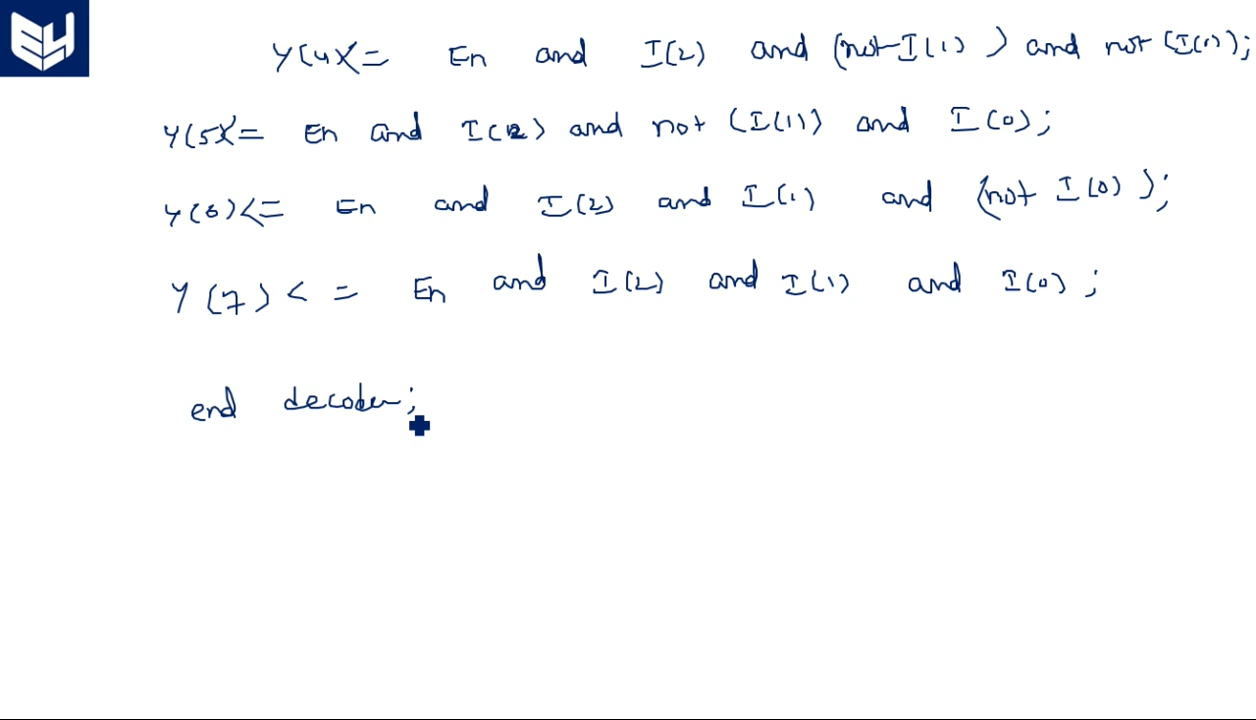 Y(4)<= En and I(2) and (not I(1)) and not (I(0));
Y(5)<= En and I(2) and not (I(1)) and I(0);
Y(6)<= En and I(2) and I(1) and (not I(0));
Y(7)<= En and I(2) and I(1) and I(0);
end decoder;